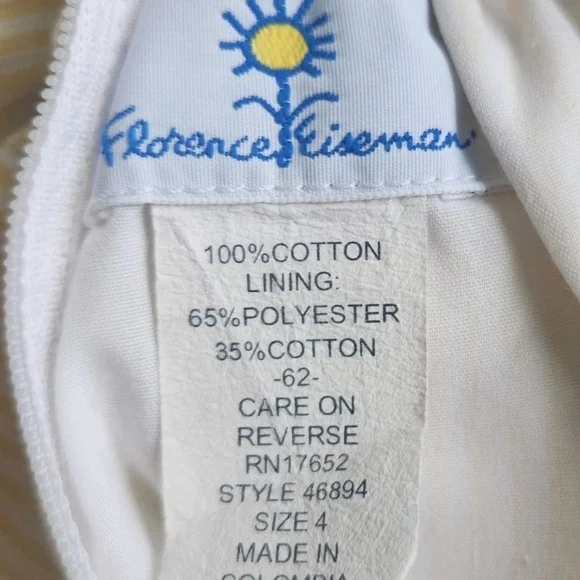 Florence Eiseman
100%COTTON
LINING:
65%POLYESTER
35%COTTON
-62-
CARE ON
REVERSE
RN17652
STYLE 46894
SIZE 4
MADE IN
COLOMBIA